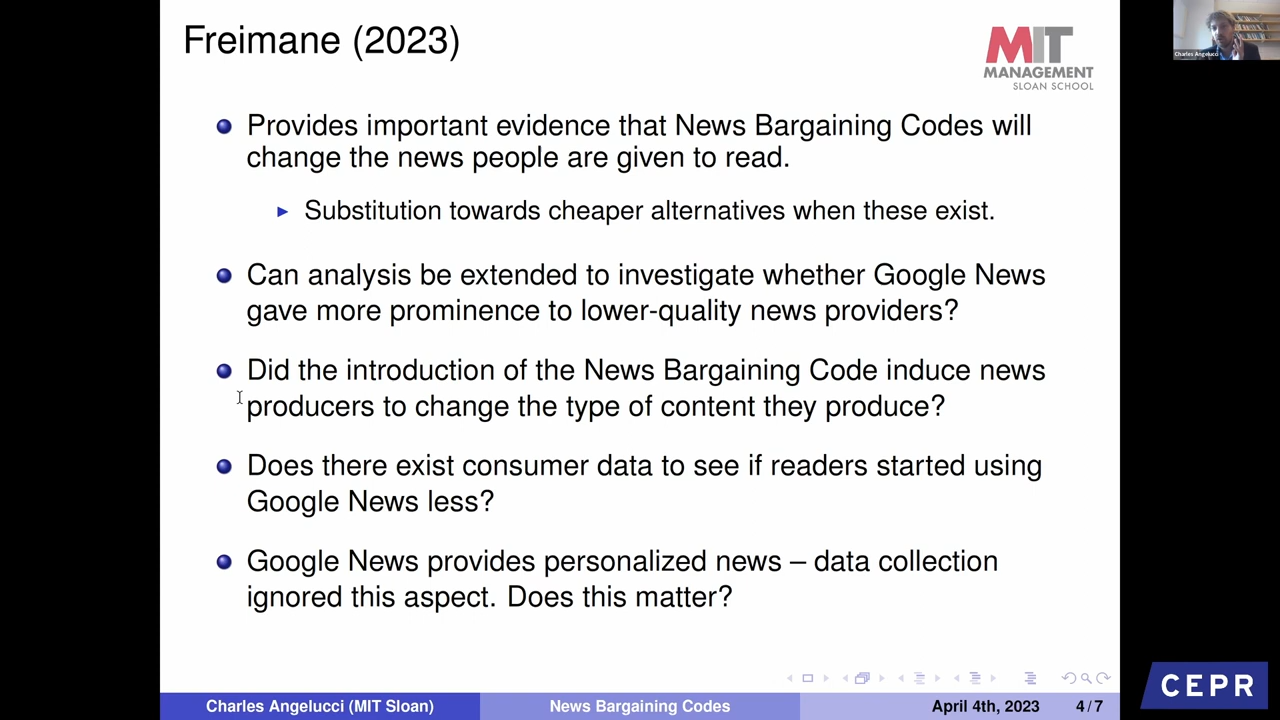 Freimane (2023)
MIT
MANAGEMENT
SLOAN SCHOOL
Charles Angelucci
Provides important evidence that News Bargaining Codes will
change the news people are given to read.
Substitution towards cheaper alternatives when these exist.
Can analysis be extended to investigate whether Google News
gave more prominence to lower-quality news providers?
Did the introduction of the News Bargaining Code induce news
producers to change the type of content they produce?
Does there exist consumer data to see if readers started using
Google News less?
Google News provides personalized news – data collection
ignored this aspect. Does this matter?
Charles Angelucci (MIT Sloan)
News Bargaining Codes
April 4th, 2023
4 / 7
CEPR